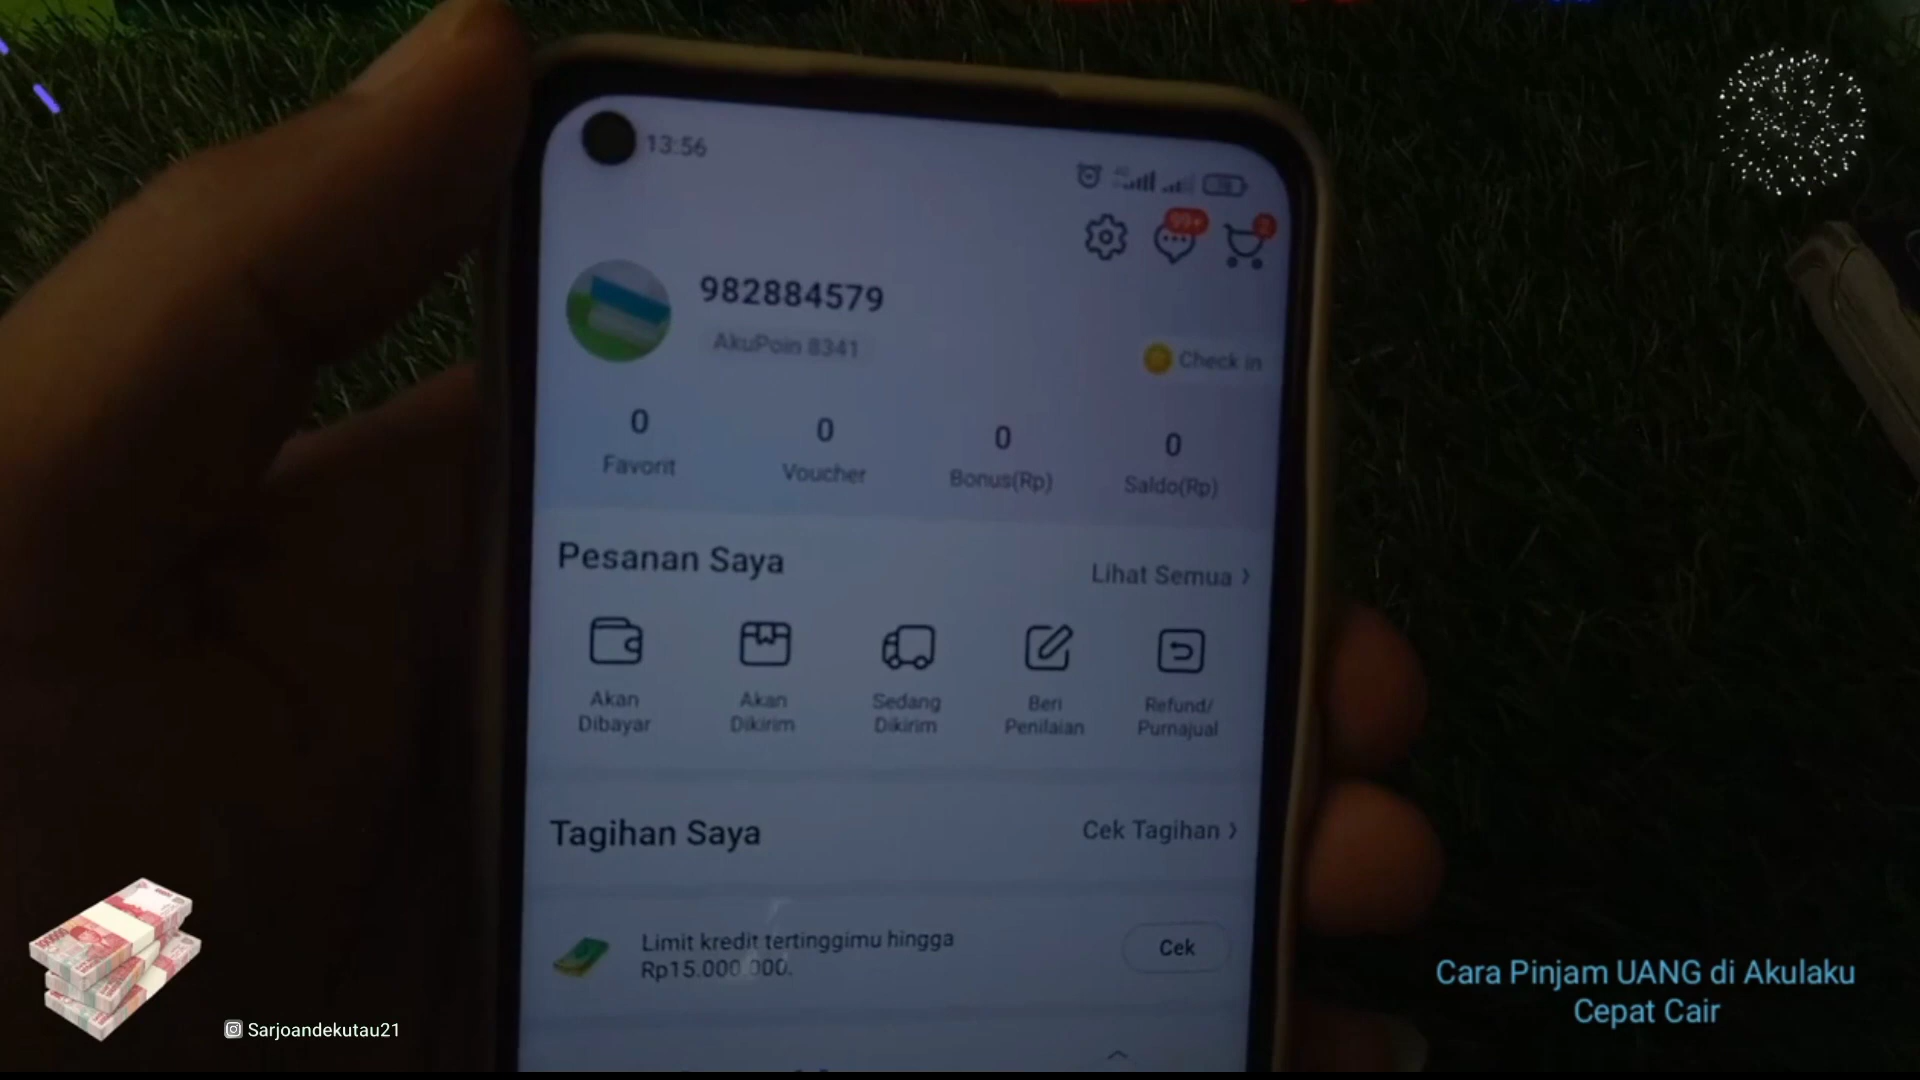 13:56
99+
2
982884579
AkuPoin 8341
Check in
0
0
0
0
Favorit
Voucher
Bonus(Rp)
Saldo(Rp)
Pesanan Saya
Lihat Semua
Akan
Dibayar
Akan
Dikirim
Sedang
Dikirim
Beri
Penilaian
Refund/
Purnajual
Tagihan Saya
Cek Tagihan
Limit kredit tertinggimu hingga
Rp15.000.000.
Cek
Cara Pinjam UANG di Akulaku
Cepat Cair
Sarjoandekutau21